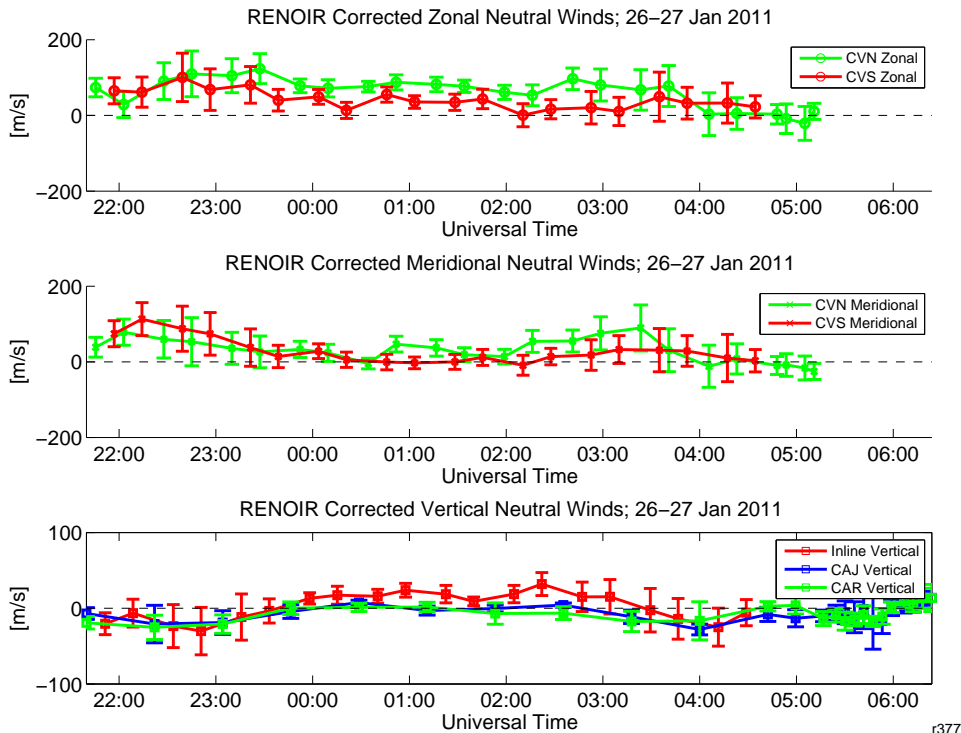 RENOIR Corrected Zonal Neutral Winds; 26−27 Jan 2011
200
0
−200
[m/s]
CVN Zonal
CVS Zonal
22:00 23:00 00:00 01:00 02:00 03:00 04:00 05:00 06:00
Universal Time
RENOIR Corrected Meridional Neutral Winds; 26−27 Jan 2011
200
0
−200
[m/s]
CVN Meridional
CVS Meridional
22:00 23:00 00:00 01:00 02:00 03:00 04:00 05:00 06:00
Universal Time
RENOIR Corrected Vertical Neutral Winds; 26−27 Jan 2011
100
0
−100
[m/s]
Inline Vertical
CAJ Vertical
CAR Vertical
22:00 23:00 00:00 01:00 02:00 03:00 04:00 05:00 06:00
Universal Time
r377